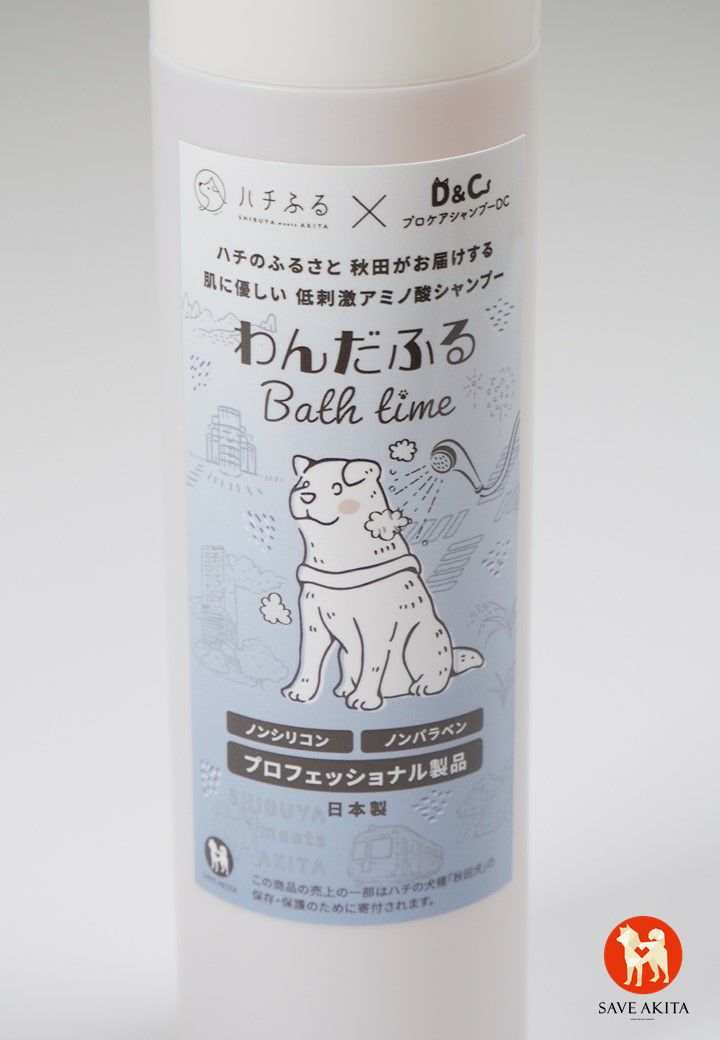 ハチふる
SHIBUYA meets AKITA
×
D&C
プロケアシャンプーDC
ハチのふるさと 秋田がお届けする
肌に優しい 低刺激アミノ酸シャンプー
わんだふる
Bath time
ノンシリコン
ノンパラベン
プロフェッショナル製品
日本製
SHIBUYA
meets
AKITA
SAVE AKITA
この商品の売上の一部はハチの犬種「秋田犬」の
保存・保護のために寄付されます。
SAVE AKITA